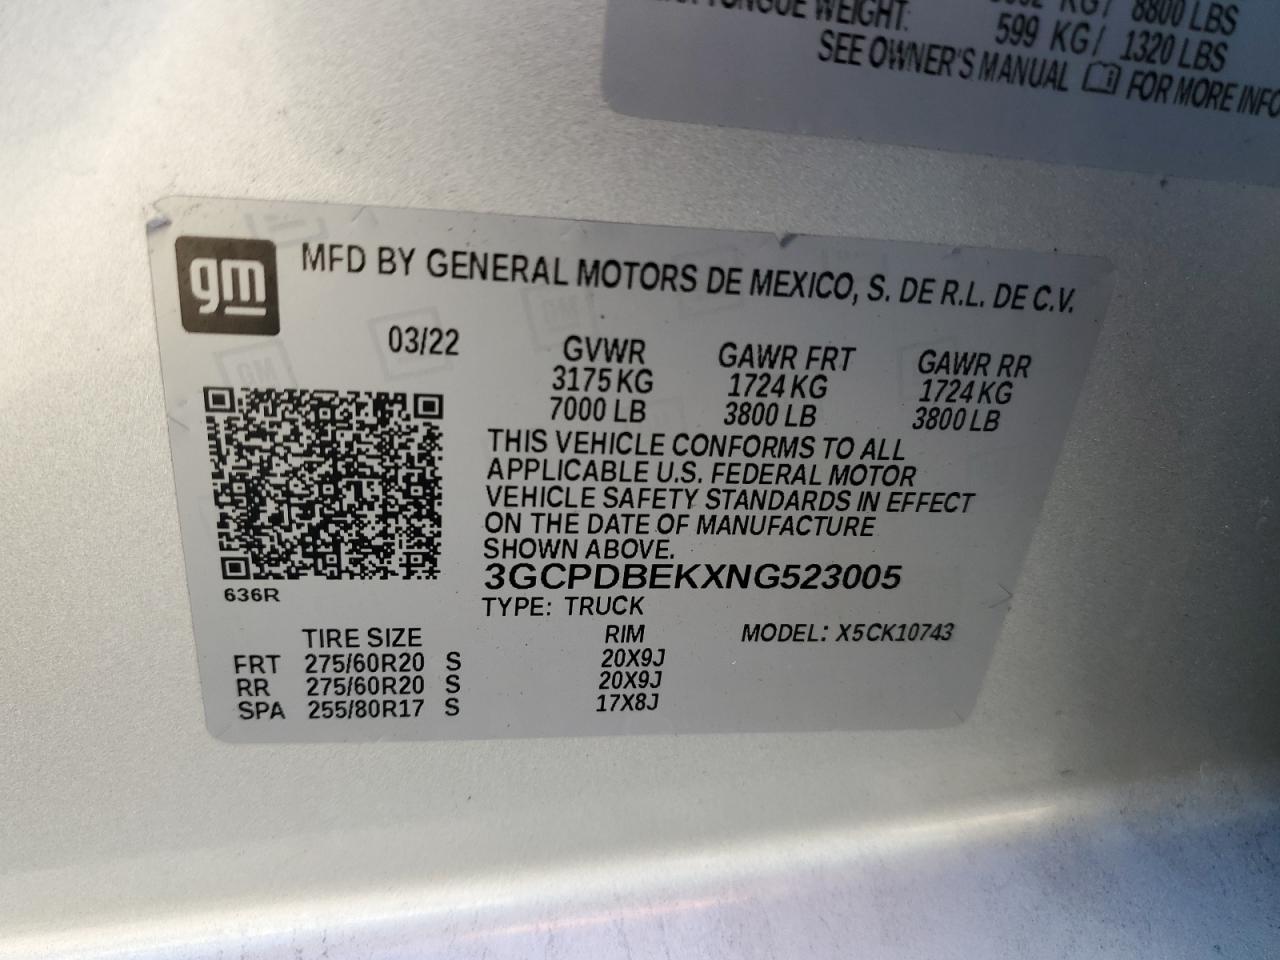 KG/ 8800 LBS
TONGUE WEIGHT: 599 KG/ 1320 LBS
SEE OWNER'S MANUAL FOR MORE INFO
gm
MFD BY GENERAL MOTORS DE MEXICO, S. DE R.L. DE C.V.
03/22 GVWR GAWR FRT GAWR RR
3175 KG 1724 KG 1724 KG
7000 LB 3800 LB 3800 LB
THIS VEHICLE CONFORMS TO ALL
APPLICABLE U.S. FEDERAL MOTOR
VEHICLE SAFETY STANDARDS IN EFFECT
ON THE DATE OF MANUFACTURE
SHOWN ABOVE.
3GCPDBEKXNG523005
636R
TYPE: TRUCK
TIRE SIZE RIM MODEL: X5CK10743
FRT 275/60R20 S 20X9J
RR 275/60R20 S 20X9J
SPA 255/80R17 S 17X8J